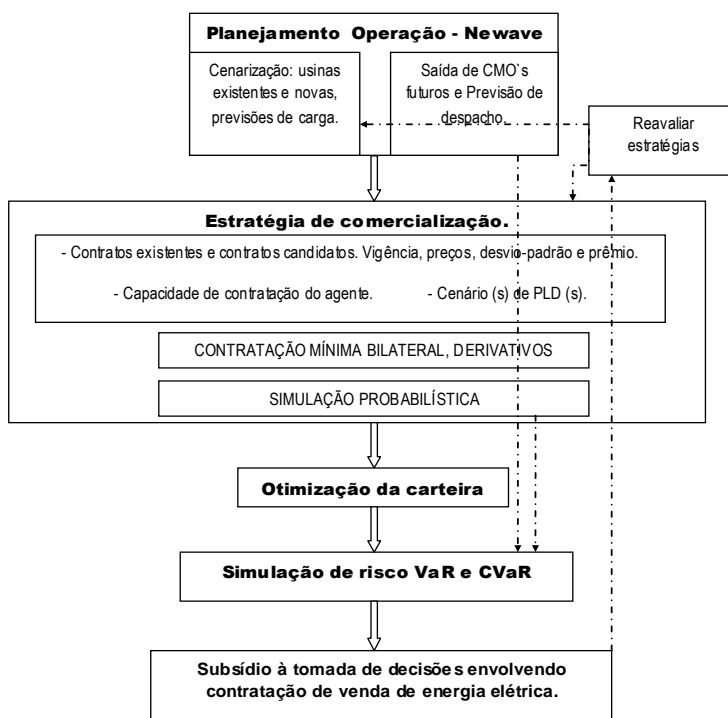 Planejamento Operação - Newave
Cenarização: usinas
existentes e novas,
previsões de carga.
Saída de CMO`s
futuros e Previsão de
despacho.
Reavaliar
estratégias
Estratégia de comercialização.
- Contratos existentes e contratos candidatos. Vigência, preços, desvio-padrão e prêmio.
- Capacidade de contratação do agente. - Cenário (s) de PLD (s).
CONTRATAÇÃO MÍNIMA BILATERAL, DERIVATIVOS
SIMULAÇÃO PROBABILÍSTICA
Otimização da carteira
Simulação de risco VaR e CVaR
Subsídio à tomada de decisões envolvendo
contratação de venda de energia elétrica.